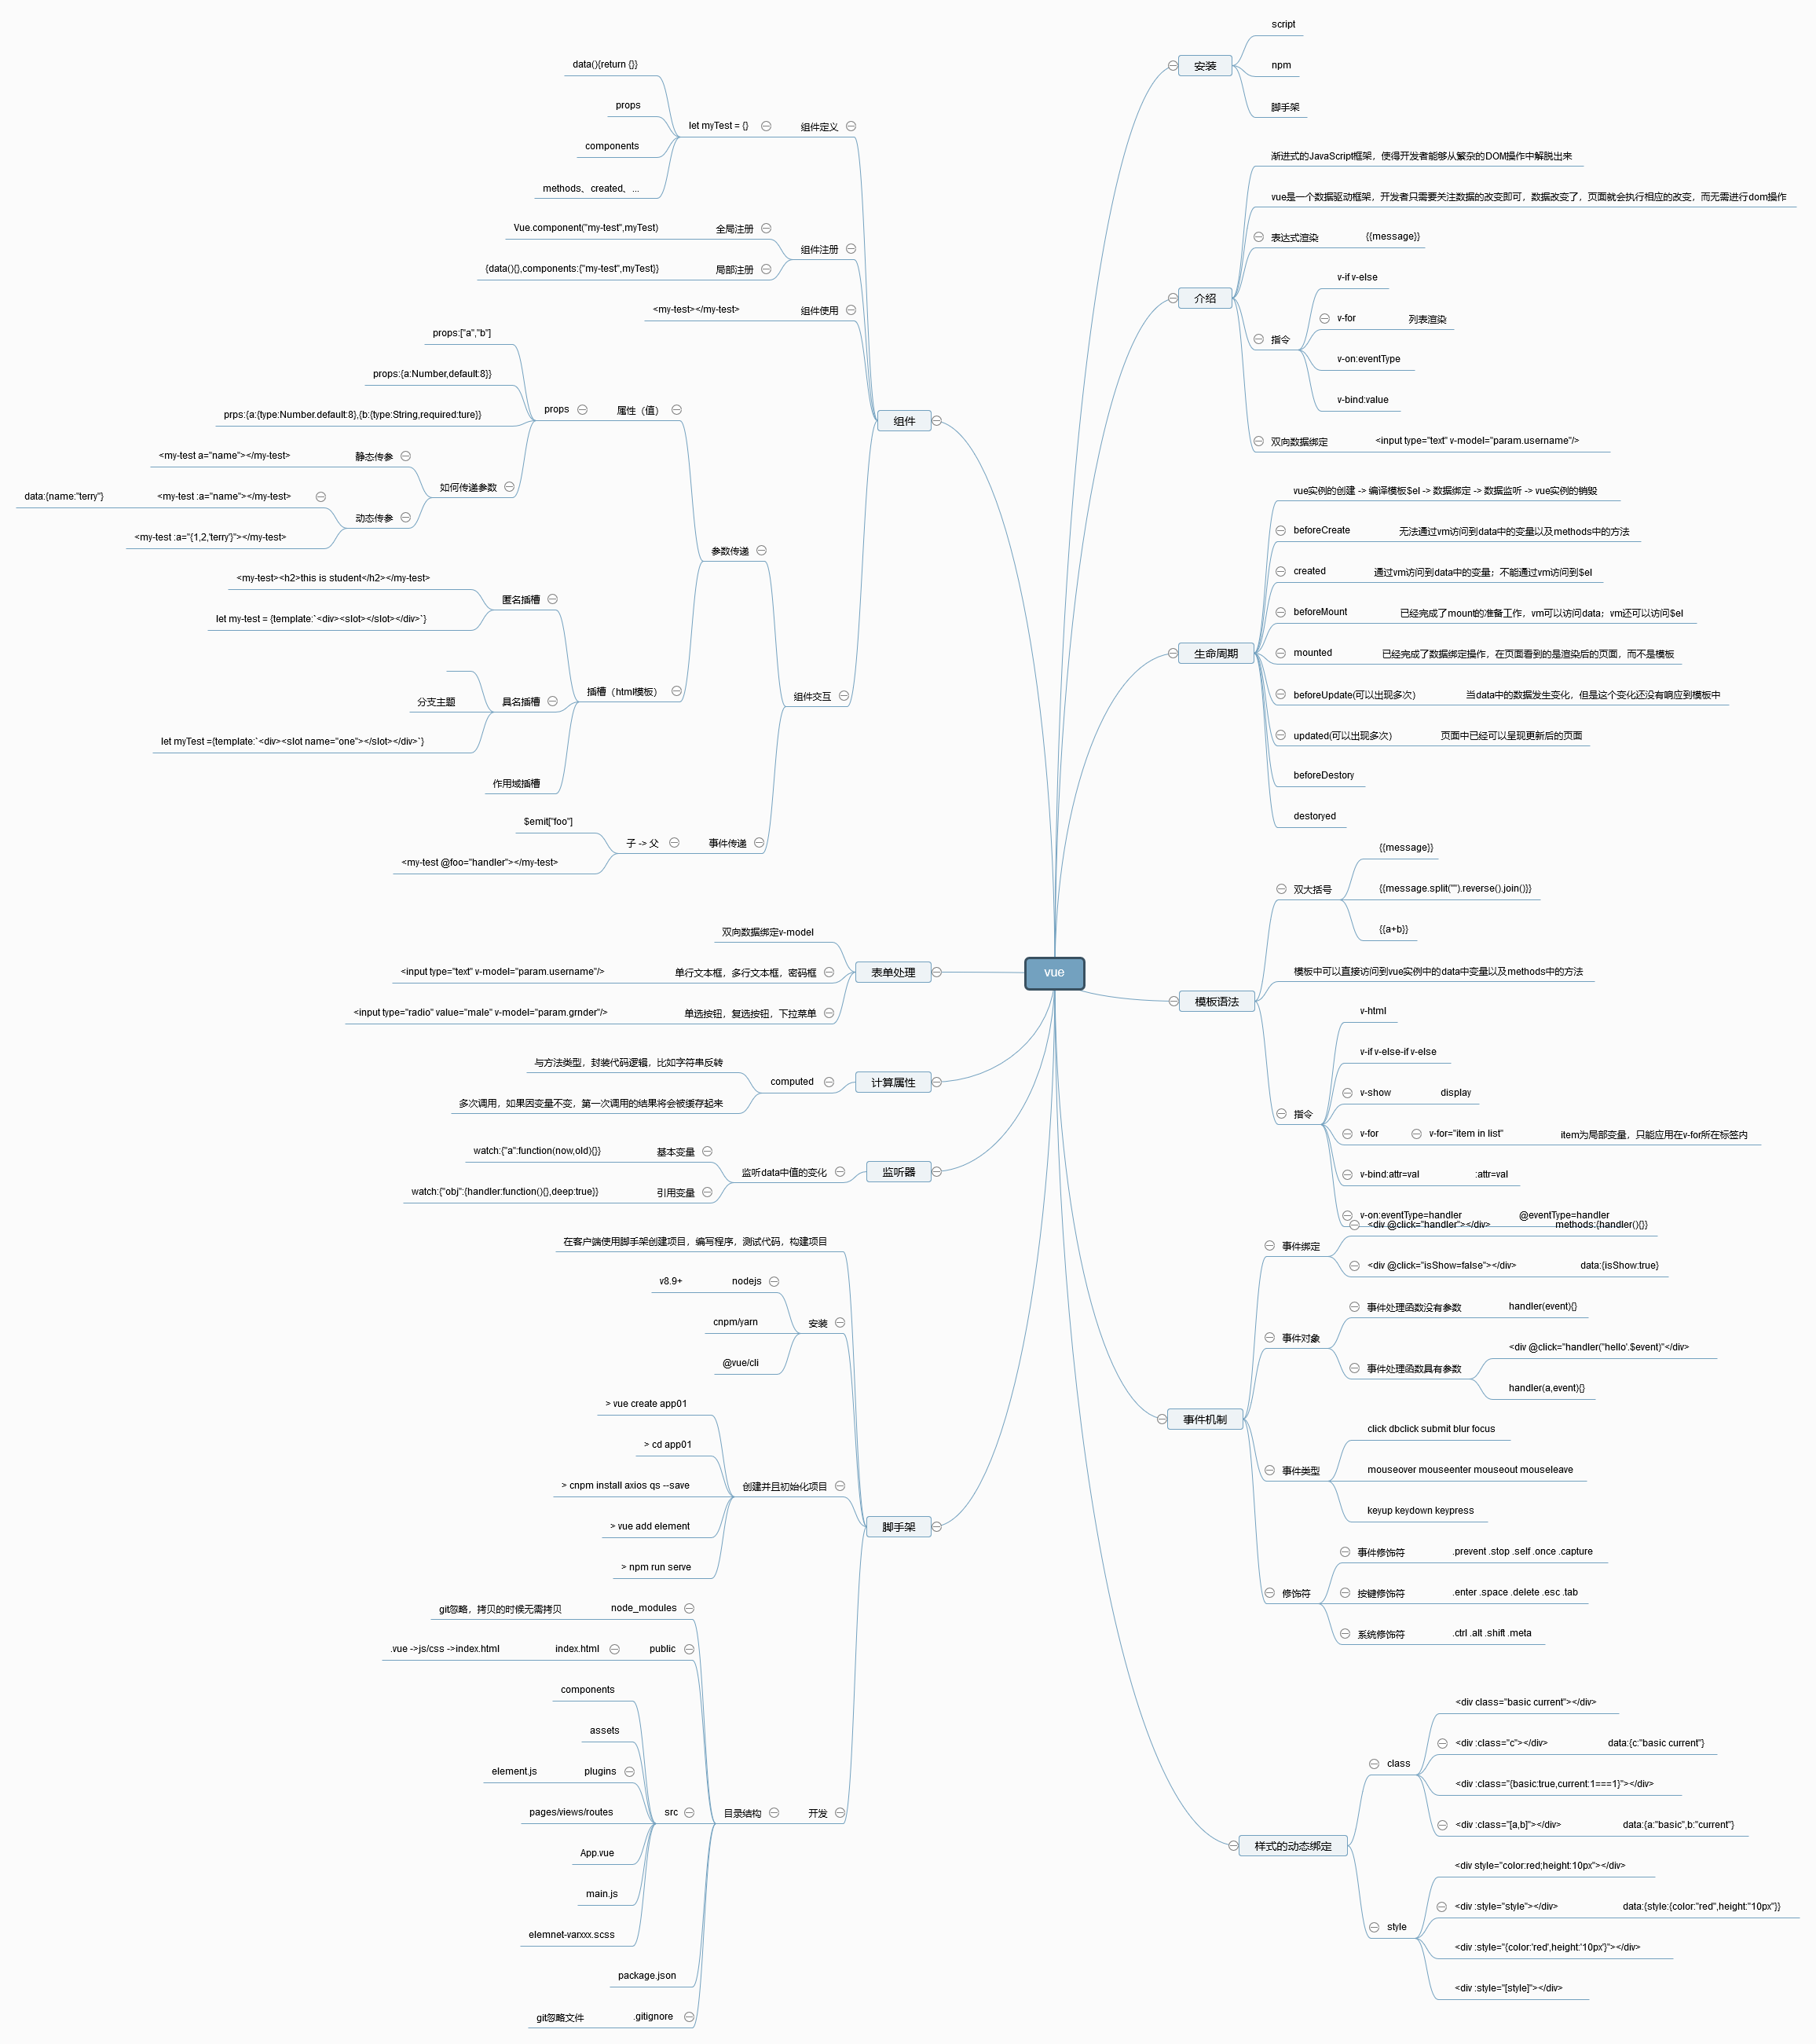 vue
安装
script
npm
脚手架
介绍
渐进式的JavaScript框架，使得开发者能够从繁杂的DOM操作中解脱出来
vue是一个数据驱动框架，开发者只需要关注数据的改变即可，数据改变了，页面就会执行相应的改变，而无需进行dom操作
表达式渲染 {{message}}
指令
v-if v-else
v-for 列表渲染
v-on:eventType
v-bind:value
双向数据绑定 <input type="text" v-model="param.username"/>
生命周期
vue实例的创建 -> 编译模板$el -> 数据绑定 -> 数据监听 -> vue实例的销毁
beforeCreate 无法通过vm访问到data中的变量以及methods中的方法
created 通过vm访问到data中的变量；不能通过vm访问到$el
beforeMount 已经完成了mount的准备工作，vm可以访问data；vm还可以访问$el
mounted 已经完成了数据绑定操作，在页面看到的是渲染后的页面，而不是模板
beforeUpdate(可以出现多次) 当data中的数据发生变化，但是这个变化还没有响应到模板中
updated(可以出现多次) 页面中已经可以呈现更新后的页面
beforeDestory
destoryed
模板语法
双大括号
{{message}}
{{message.split("").reverse().join()}}
{{a+b}}
模板中可以直接访问到vue实例中的data中变量以及methods中的方法
指令
v-html
v-if v-else-if v-else
v-show display
v-for v-for="item in list" item为局部变量，只能应用在v-for所在标签内
v-bind:attr=val :attr=val
v-on:eventType=handler @eventType=handler
事件机制
事件绑定
<div @click="handler"></div> methods:{handler(){}}
<div @click="isShow=false"></div> data:{isShow:true}
事件对象
事件处理函数没有参数 handler(event){}
事件处理函数具有参数
<div @click="handler("hello'.$event)"</div>
handler(a,event){}
事件类型
click dbclick submit blur focus
mouseover mouseenter mouseout mouseleave
keyup keydown keypress
修饰符
事件修饰符 .prevent .stop .self .once .capture
按键修饰符 .enter .space .delete .esc .tab
系统修饰符 .ctrl .alt .shift .meta
样式的动态绑定
class
<div class="basic current"></div>
<div :class="c"></div> data:{c:"basic current"}
<div :class="{basic:true,current:1===1}"></div>
<div :class="[a,b]"></div> data:{a:"basic",b:"current"}
style
<div style="color:red;height:10px"></div>
<div :style="style"></div> data:{style:{color:"red",height:"10px"}}
<div :style="{color:'red',height:'10px'}"></div>
<div :style="[style]"></div>
组件
组件定义
let myTest = {}
data(){return {}}
props
components
methods、created、...
组件注册
全局注册 Vue.component("my-test",myTest)
局部注册 {data(){},components:{"my-test",myTest}}
组件使用 <my-test></my-test>
组件交互
参数传递
属性（值）
props
props:["a","b"]
props:{a:Number,default:8}}
prps:{a:{type:Number.default:8},{b:{type:String,required:ture}}
如何传递参数
静态传参 <my-test a="name"></my-test>
动态传参
<my-test :a="name"></my-test> data:{name:"terry"}
<my-test :a="{1,2,'terry'}"></my-test>
插槽（html模板）
匿名插槽
<my-test><h2>this is student</h2></my-test>
let my-test = {template:`<div><slot></slot></div>`}
具名插槽
分支主题
let myTest ={template:`<div><slot name="one"></slot></div>`}
作用域插槽
事件传递
子 -> 父
$emit["foo"]
<my-test @foo="handler"></my-test>
表单处理
双向数据绑定v-model
单行文本框，多行文本框，密码框 <input type="text" v-model="param.username"/>
单选按钮，复选按钮，下拉菜单 <input type="radio" value="male" v-model="param.grnder"/>
计算属性
computed
与方法类型，封装代码逻辑，比如字符串反转
多次调用，如果因变量不变，第一次调用的结果将会被缓存起来
监听器
监听data中值的变化
基本变量 watch:{"a":function(now,old){}}
引用变量 watch:{"obj":{handler:function(){},deep:true}}
脚手架
在客户端使用脚手架创建项目，编写程序，测试代码，构建项目
安装
nodejs v8.9+
cnpm/yarn
@vue/cli
创建并且初始化项目
> vue create app01
> cd app01
> cnpm install axios qs --save
> vue add element
> npm run serve
开发
目录结构
node_modules git忽略，拷贝的时候无需拷贝
public index.html .vue ->js/css ->index.html
src
components
assets
plugins element.js
pages/views/routes
App.vue
main.js
elemnet-varxxx.scss
package.json
.gitignore git忽略文件